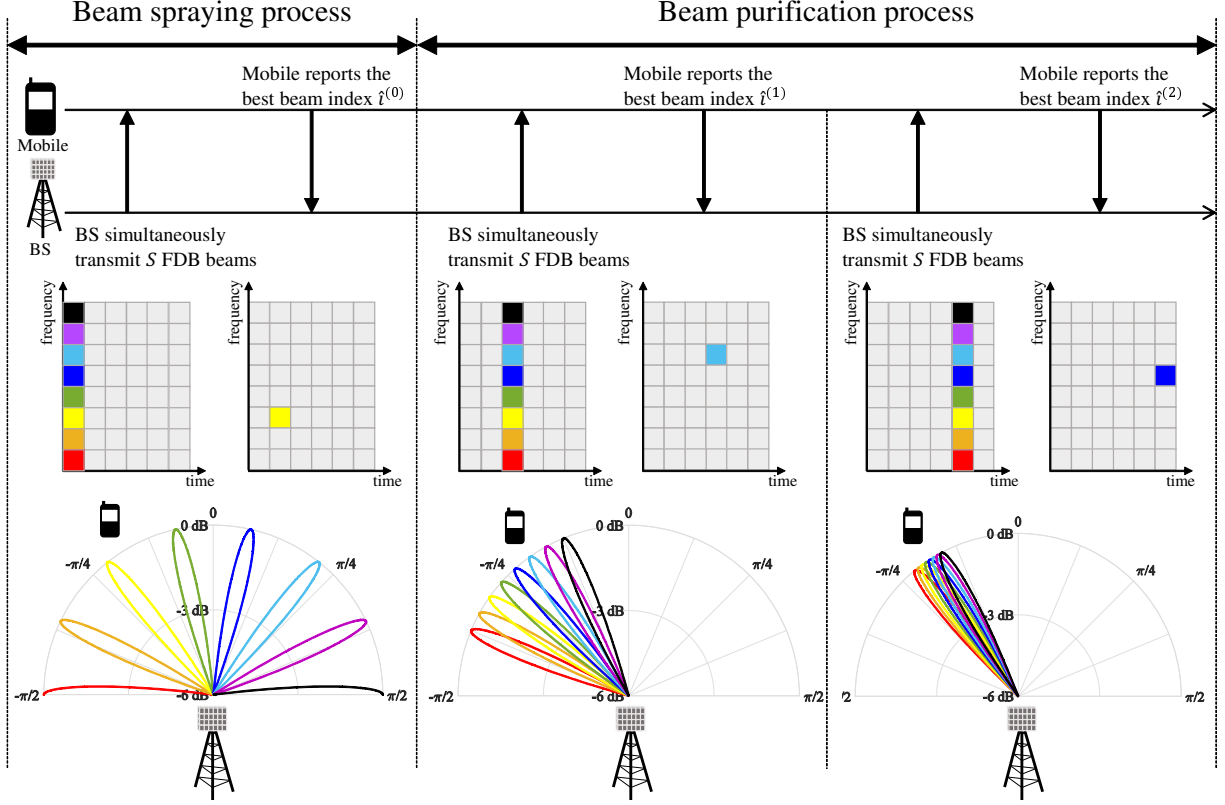 Beam spraying process
Beam purification process
Mobile reports the
best beam index î⁽⁰⁾
Mobile reports the
best beam index î⁽¹⁾
Mobile reports the
best beam index î⁽²⁾
Mobile
BS
BS simultaneously
transmit S FDB beams
BS simultaneously
transmit S FDB beams
BS simultaneously
transmit S FDB beams
frequency
time
frequency
time
frequency
time
frequency
time
frequency
time
frequency
time
0
0 dB
-π/4
π/4
-3 dB
-π/2
-6 dB
π/2
0
0 dB
-π/4
π/4
-3 dB
-π/2
-6 dB
π/2
0
0 dB
-π/4
π/4
-3 dB
π/2
-6 dB
π/2